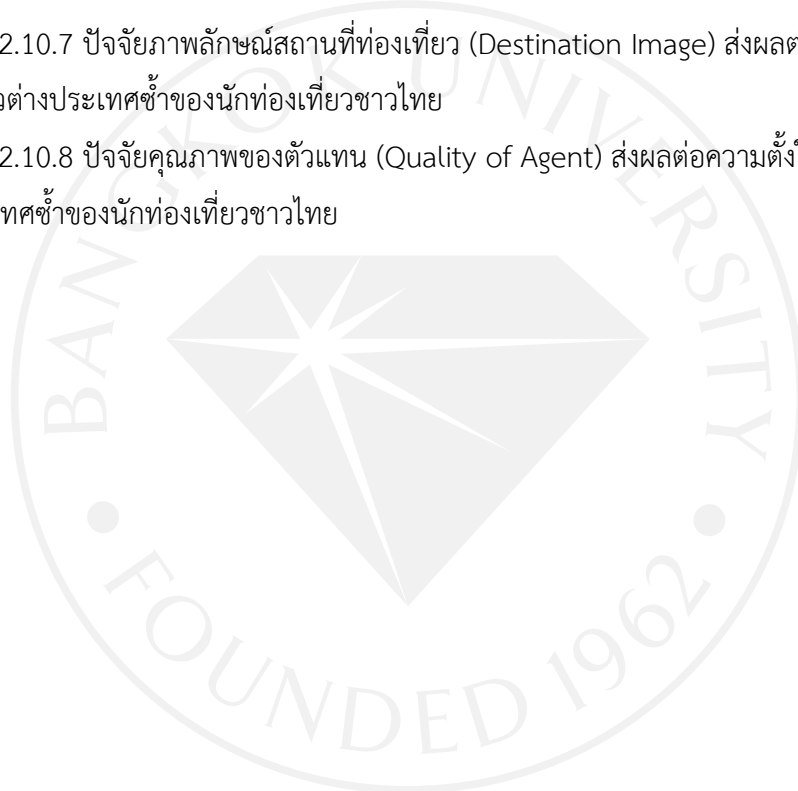 2.10.7 ปัจจัยภาพลักษณ์สถานที่ท่องเที่ยว (Destination Image) ส่งผลต
วต่างประเทศซ้ำของนักท่องเที่ยวชาวไทย
2.10.8 ปัจจัยคุณภาพของตัวแทน (Quality of Agent) ส่งผลต่อความตั้งใ
ทศซ้ำของนักท่องเที่ยวชาวไทย
BANGKOK UNIVERSITY
FOUNDED 1962